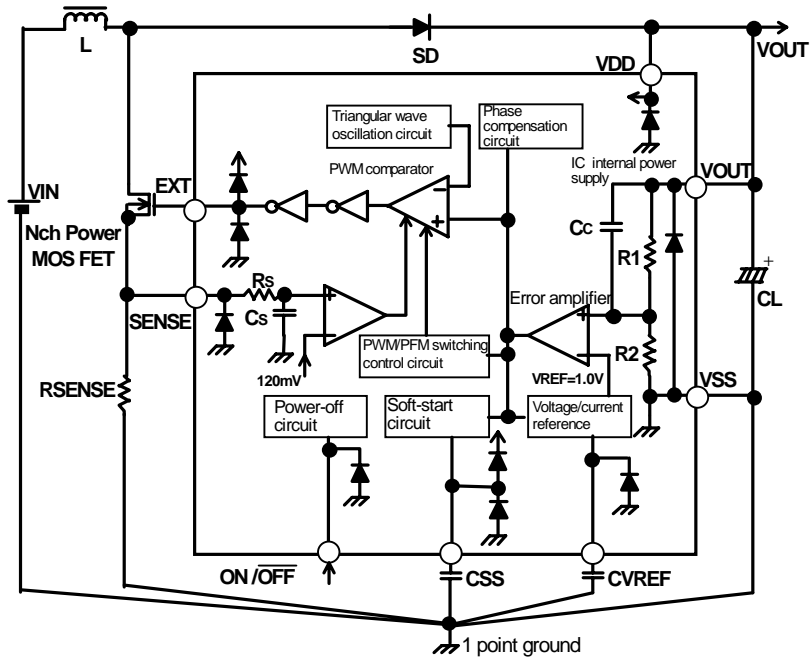 L
SD
VOUT
VDD
Triangular wave
oscillation circuit
Phase
compensation
circuit
PWM comparator
IC internal power
supply
VOUT
VIN
EXT
Nch Power
MOS FET
−
+
CC
R1
+
CL
RS
CS
SENSE
+
−
Error amplifier
+
−
R2
120mV
PWM/PFM switching
control circuit
VREF=1.0V
VSS
RSENSE
Power-off
circuit
Soft-start
circuit
Voltage/current
reference
ON /OFF
CSS
CVREF
1 point ground